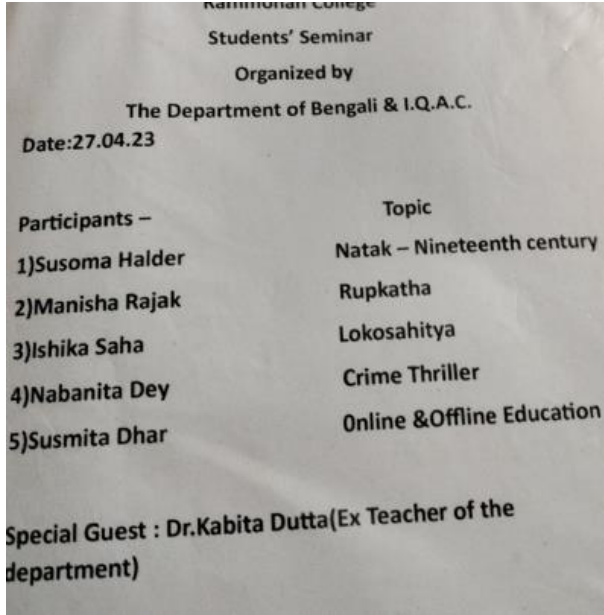 Rammohan College
Students' Seminar
Organized by
The Department of Bengali & I.Q.A.C.
Date:27.04.23
Participants – Topic
1)Susoma Halder Natak – Nineteenth century
2)Manisha Rajak Rupkatha
3)Ishika Saha Lokosahitya
4)Nabanita Dey Crime Thriller
5)Susmita Dhar 0nline &Offline Education
Special Guest : Dr.Kabita Dutta(Ex Teacher of the
department)